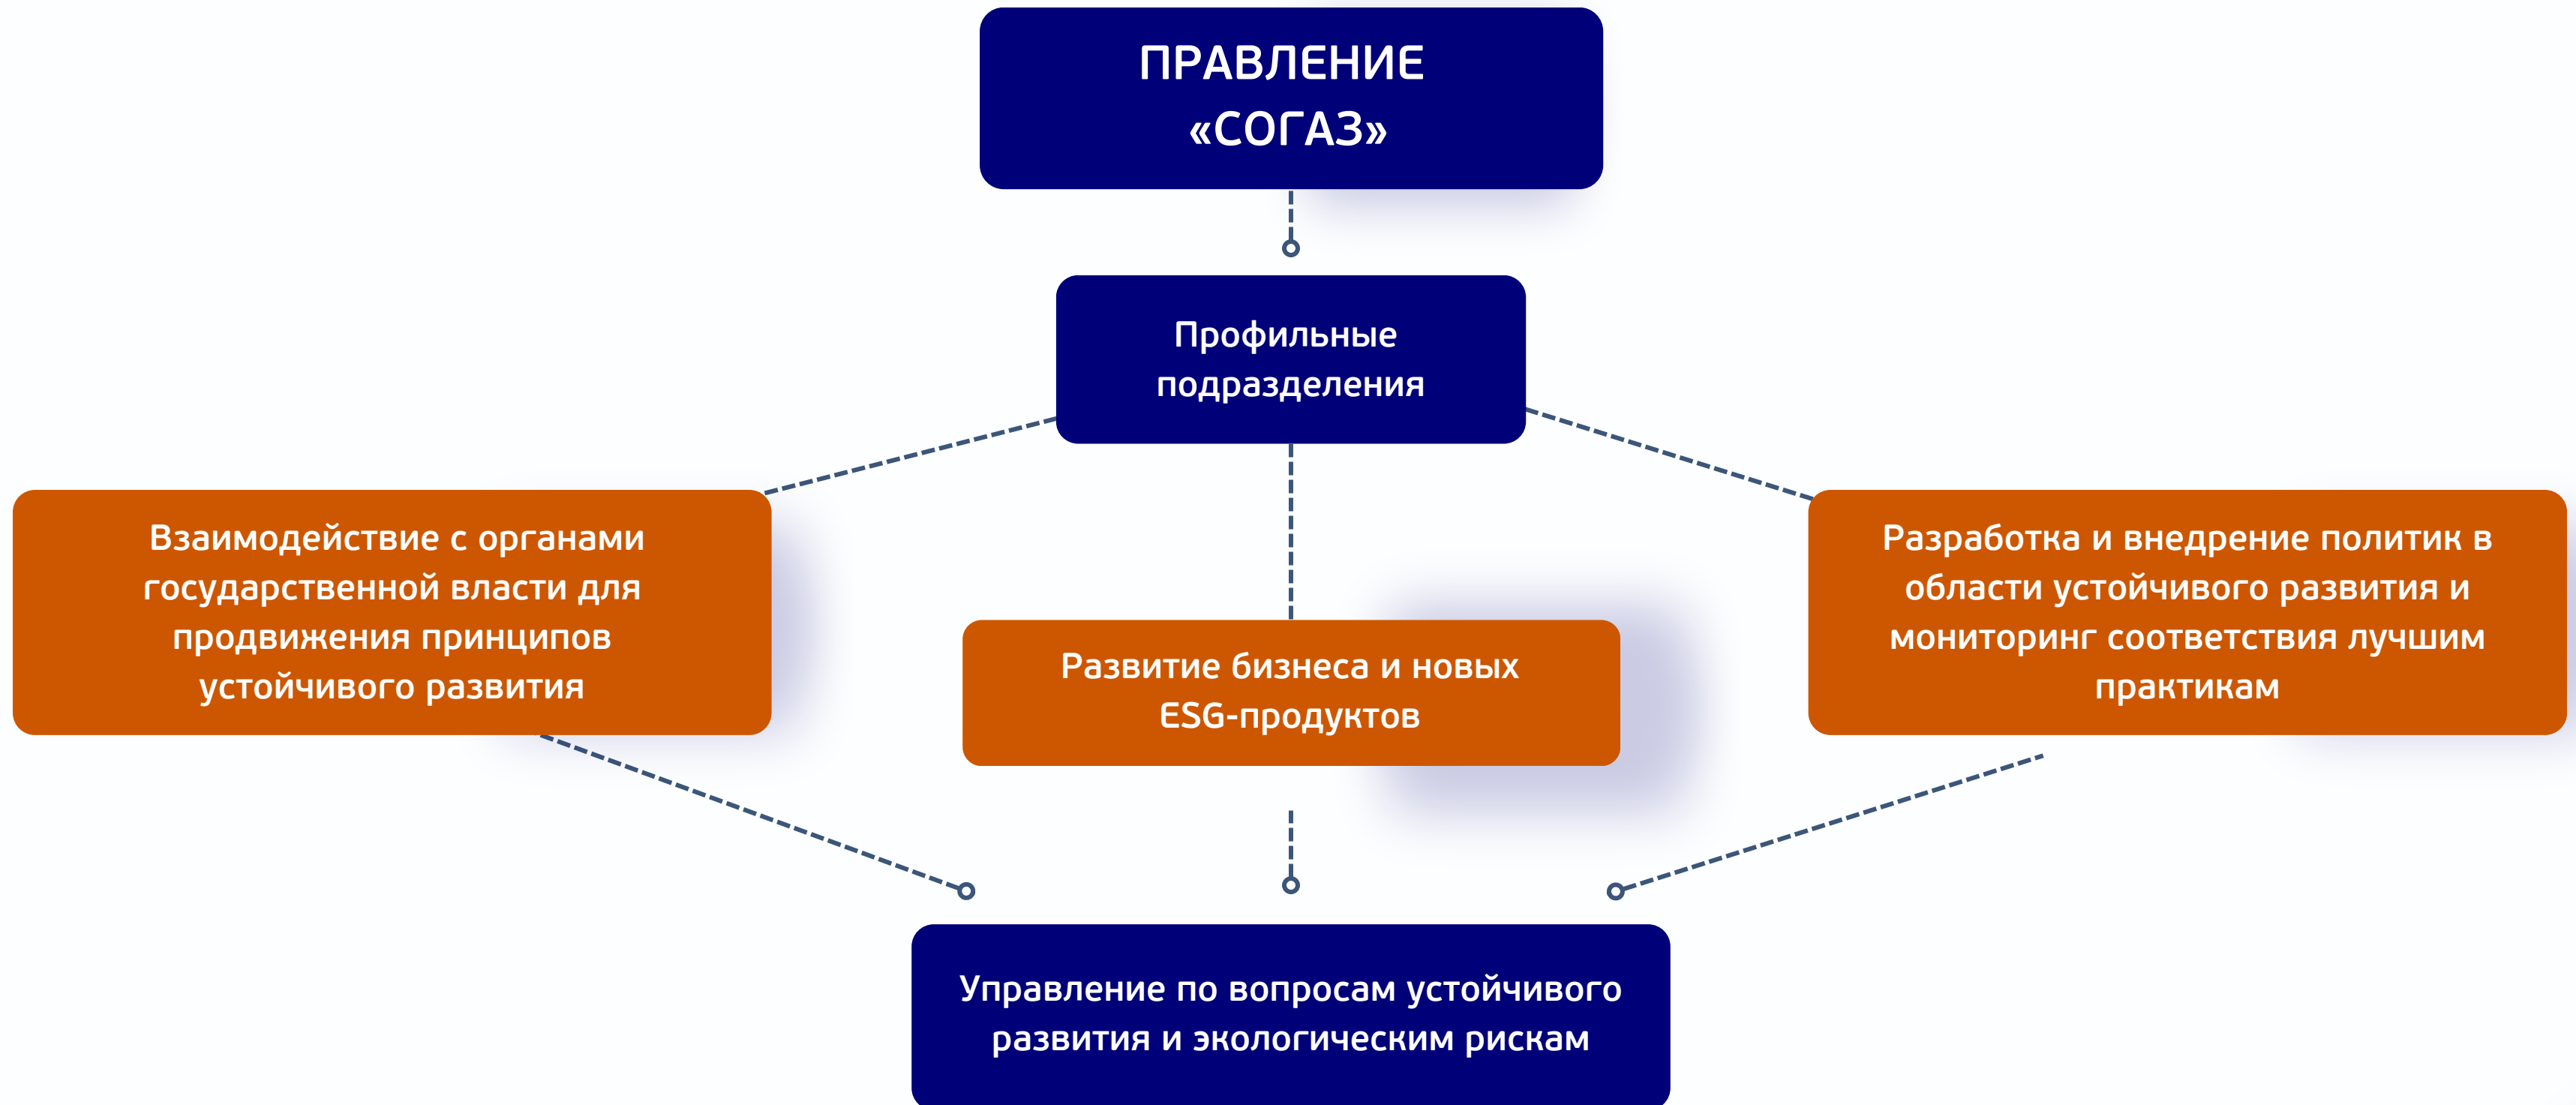 ПРАВЛЕНИЕ
«СОГАЗ»
Профильные
подразделения
Взаимодействие с органами
государственной власти для
продвижения принципов
устойчивого развития
Развитие бизнеса и новых
ESG-продуктов
Разработка и внедрение политик в
области устойчивого развития и
мониторинг соответствия лучшим
практикам
Управление по вопросам устойчивого
развития и экологическим рискам